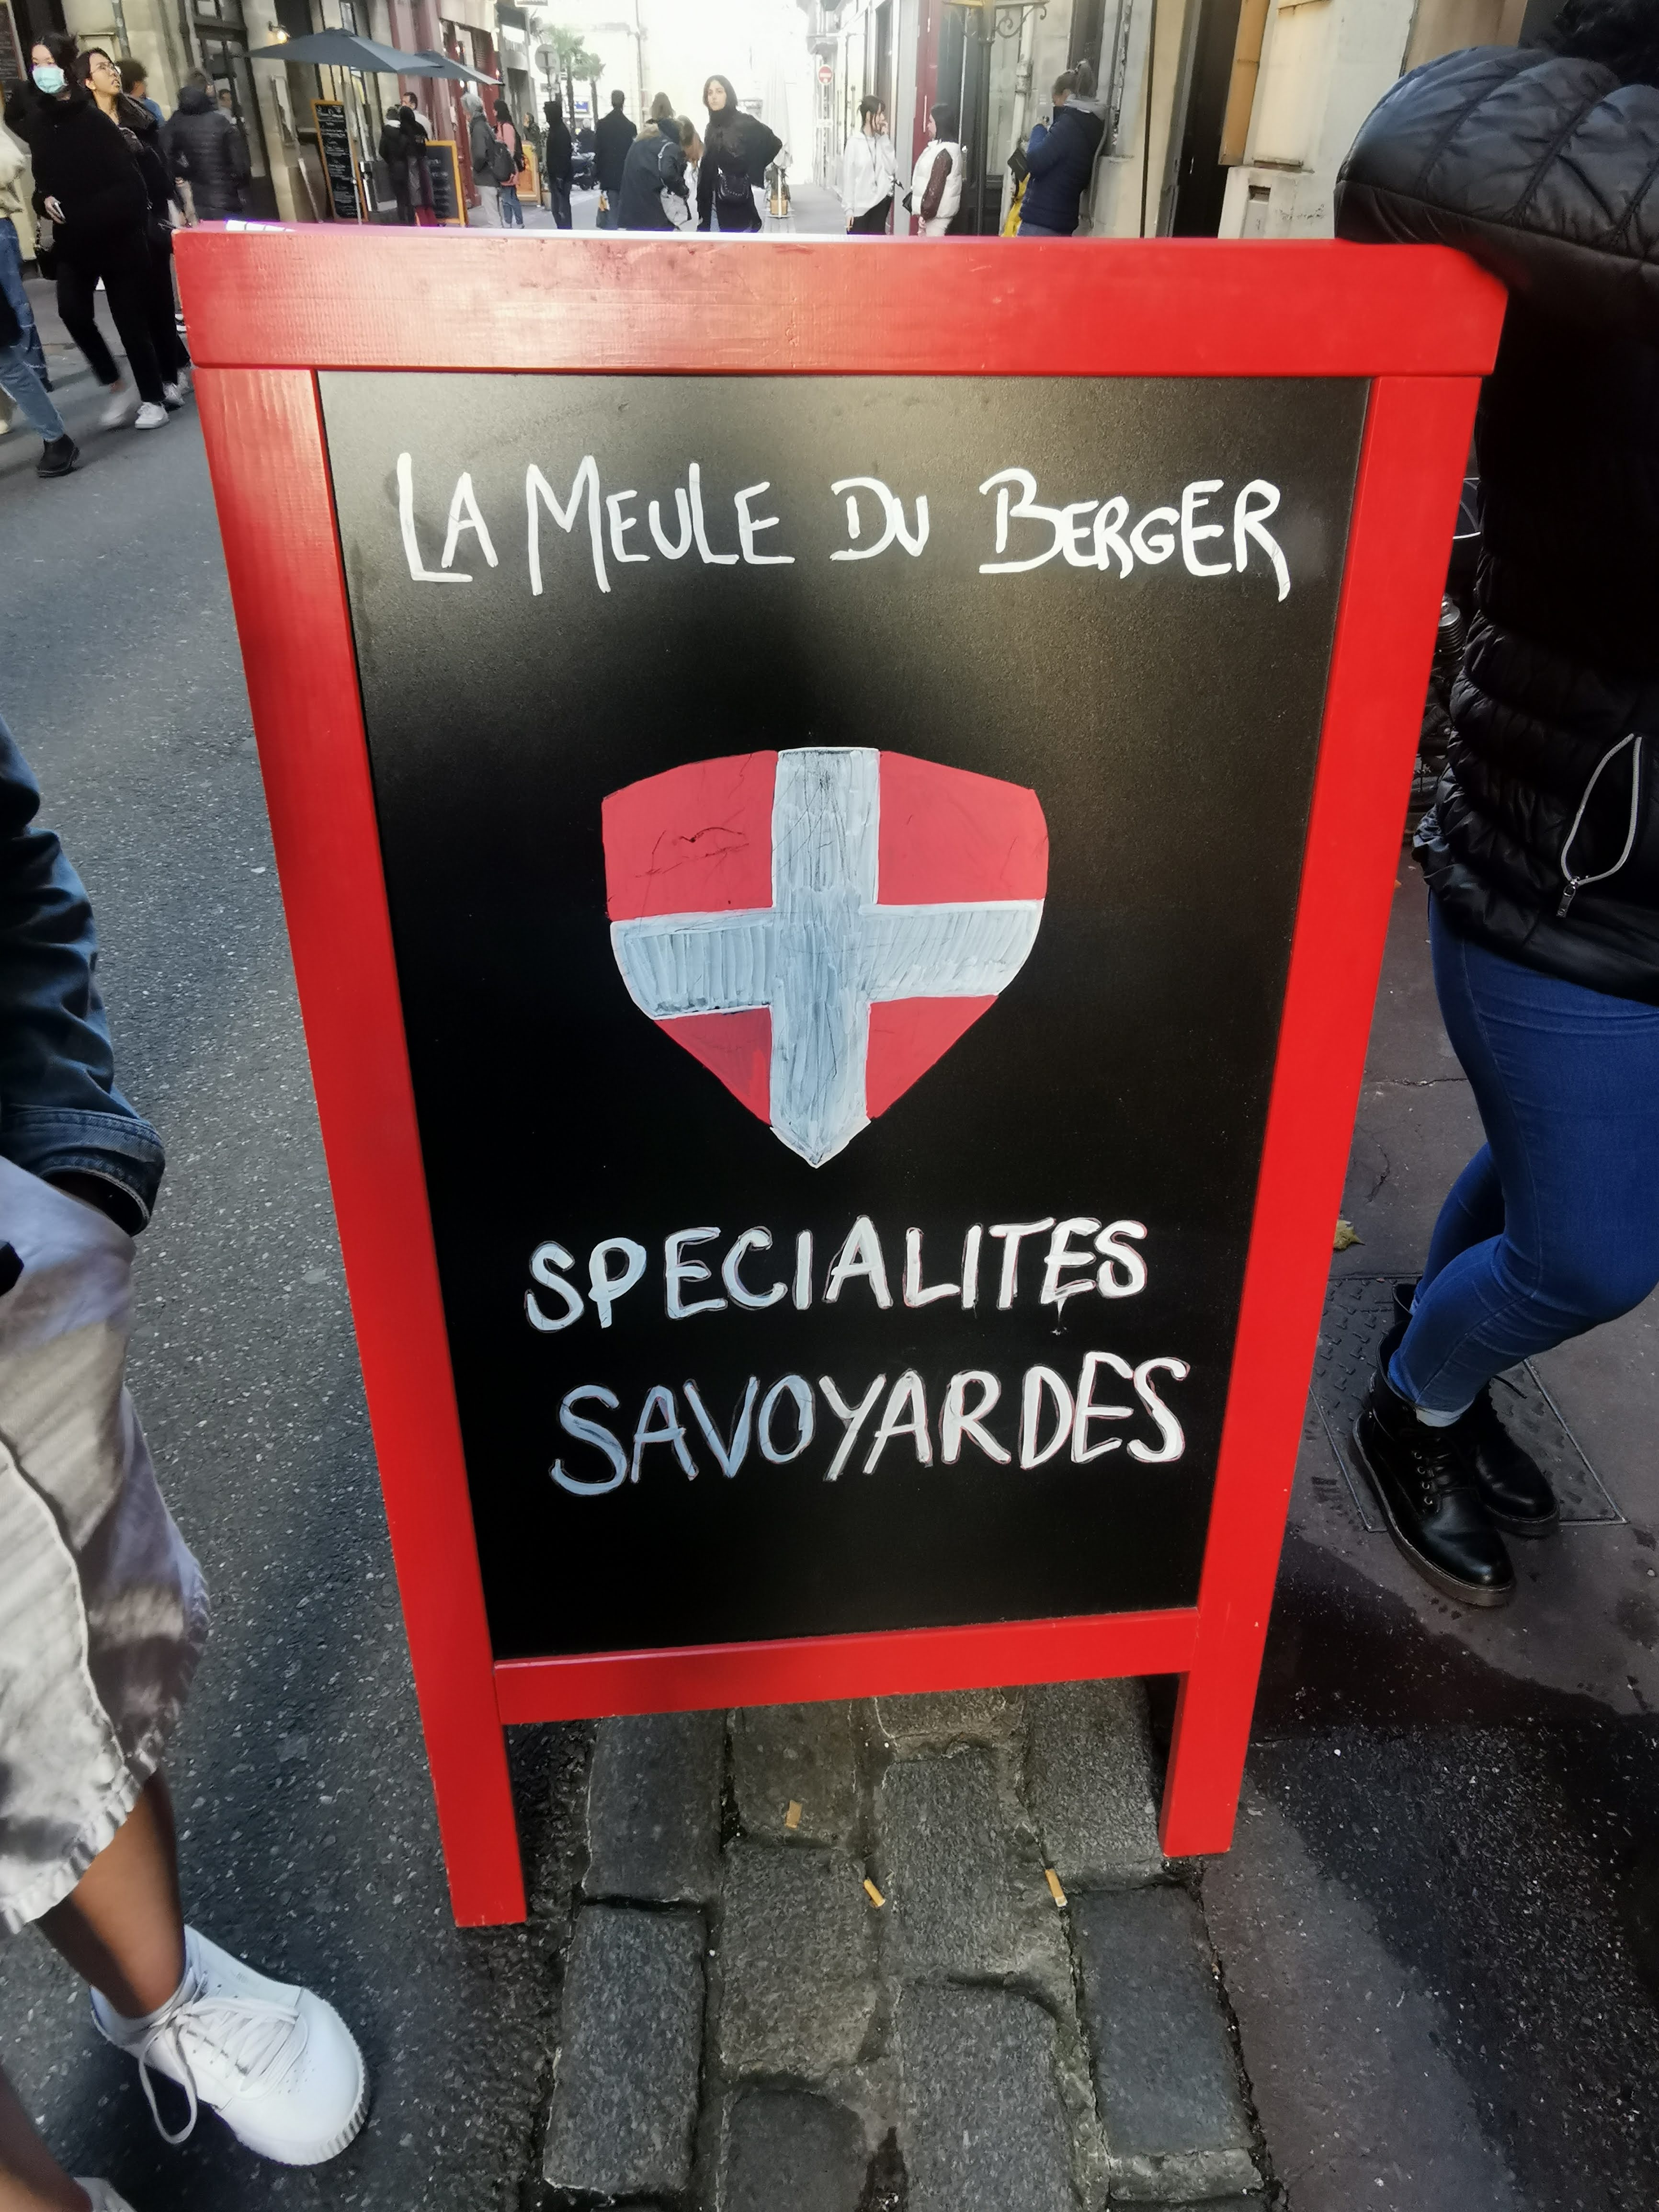 LA MEULE DU BERGER
SPECIALITES
SAVOYARDES